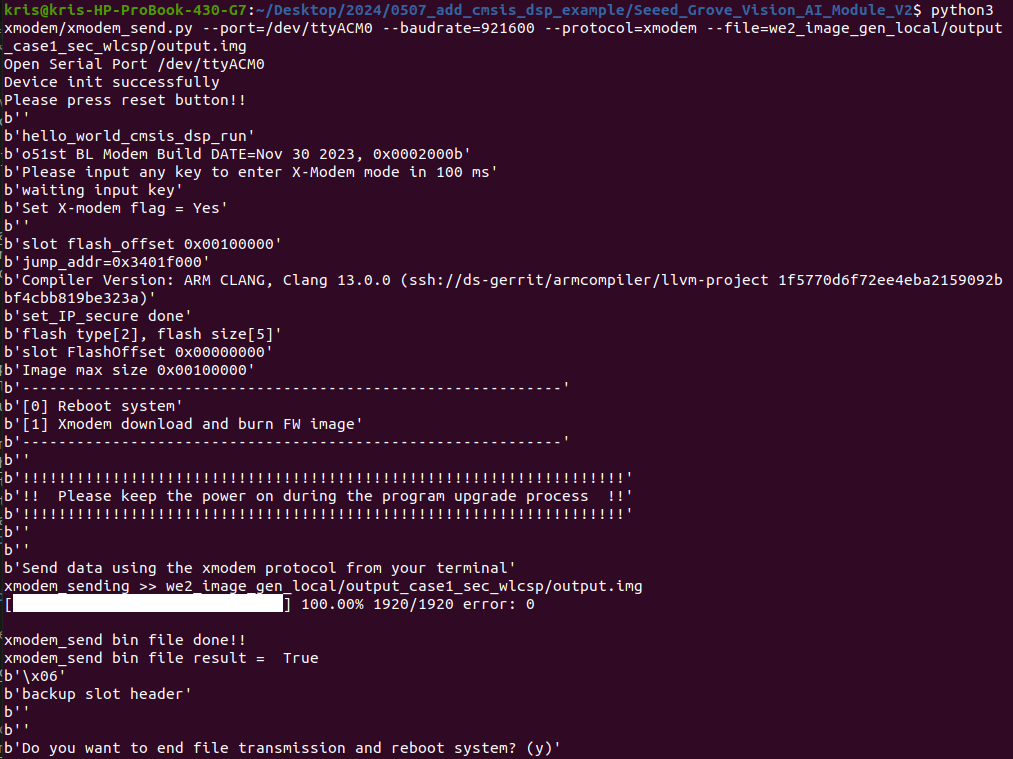 kris@kris-HP-ProBook-430-G7:~/Desktop/2024/0507_add_cmsis_dsp_example/Seeed_Grove_Vision_AI_Module_V2$ python3
xmodem/xmodem_send.py --port=/dev/ttyACM0 --baudrate=921600 --protocol=xmodem --file=we2_image_gen_local/output
_case1_sec_wlcsp/output.img
Open Serial Port /dev/ttyACM0
Device init successfully
Please press reset button!!
b''
b'hello_world_cmsis_dsp_run'
b'o51st BL Modem Build DATE=Nov 30 2023, 0x0002000b'
b'Please input any key to enter X-Modem mode in 100 ms'
b'waiting input key'
b'Set X-modem flag = Yes'
b''
b'slot flash_offset 0x00100000'
b'jump_addr=0x3401f000'
b'Compiler Version: ARM CLANG, Clang 13.0.0 (ssh://ds-gerrit/armcompiler/llvm-project 1f5770d6f72ee4eba2159092b
bf4cbb819be323a)'
b'set_IP_secure done'
b'flash type[2], flash size[5]'
b'slot FlashOffset 0x00000000'
b'Image max size 0x00100000'
b'------------------------------------------------------------'
b'[0] Reboot system'
b'[1] Xmodem download and burn FW image'
b'------------------------------------------------------------'
b''
b'!!!!!!!!!!!!!!!!!!!!!!!!!!!!!!!!!!!!!!!!!!!!!!!!!!!!!!!!!!!!!!!!!!!'
b'!!  Please keep the power on during the program upgrade process  !!'
b'!!!!!!!!!!!!!!!!!!!!!!!!!!!!!!!!!!!!!!!!!!!!!!!!!!!!!!!!!!!!!!!!!!!'
b''
b''
b'Send data using the xmodem protocol from your terminal'
xmodem_sending >> we2_image_gen_local/output_case1_sec_wlcsp/output.img
[                              ] 100.00% 1920/1920 error: 0
xmodem_send bin file done!!
xmodem_send bin file result =  True
b'\x06'
b'backup slot header'
b''
b''
b'Do you want to end file transmission and reboot system? (y)'